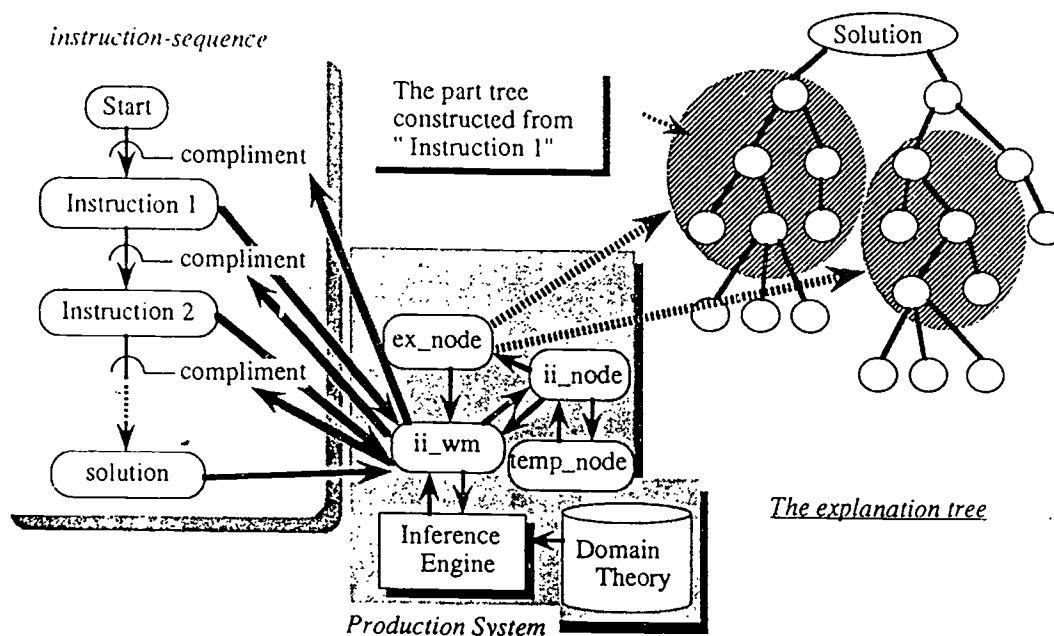 instruction-sequence
Start
compliment
Instruction 1
compliment
Instruction 2
compliment
solution
The part tree
constructed from
" Instruction 1"
Solution
ex_node
ii_node
ii_wm
temp_node
Inference
Engine
Domain
Theory
Production System
The explanation tree